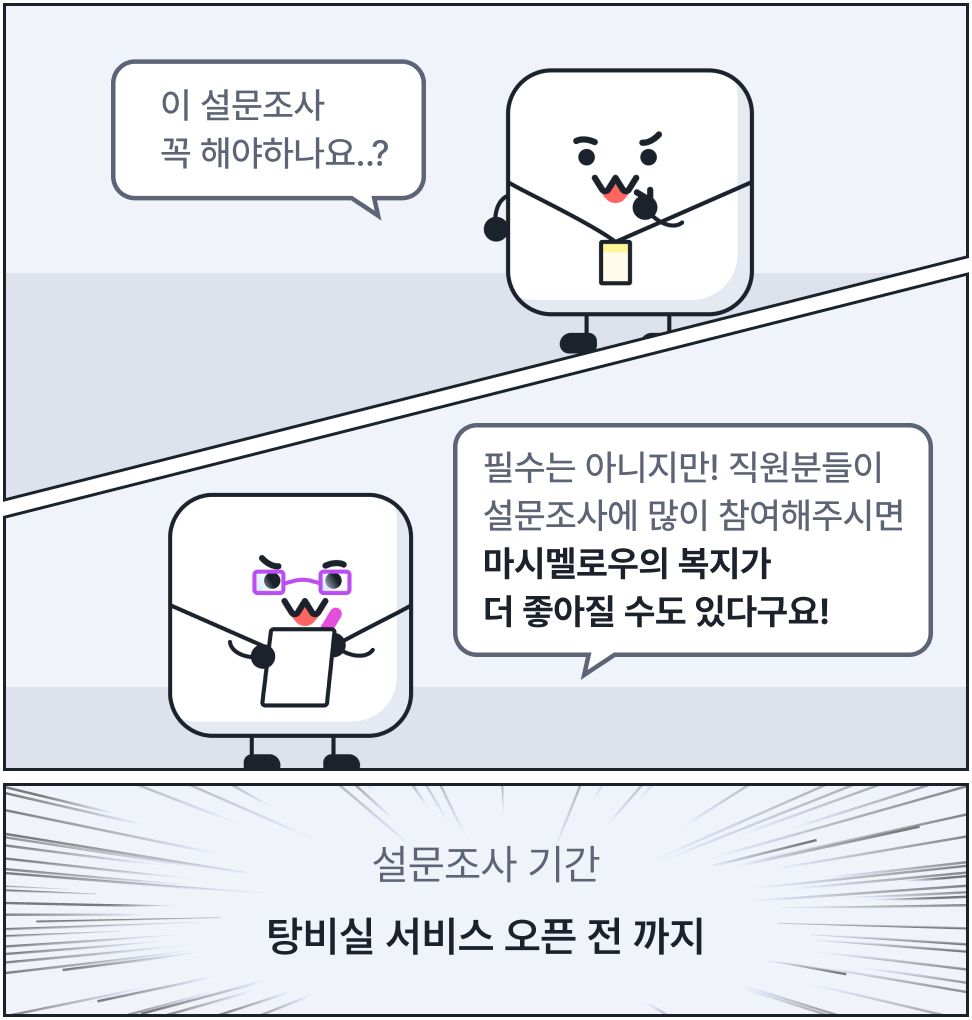 이 설문조사
꼭 해야하나요..?
필수는 아니지만! 직원분들이
설문조사에 많이 참여해주시면
마시멜로우의 복지가
더 좋아질 수도 있다구요!
설문조사 기간
탕비실 서비스 오픈 전 까지